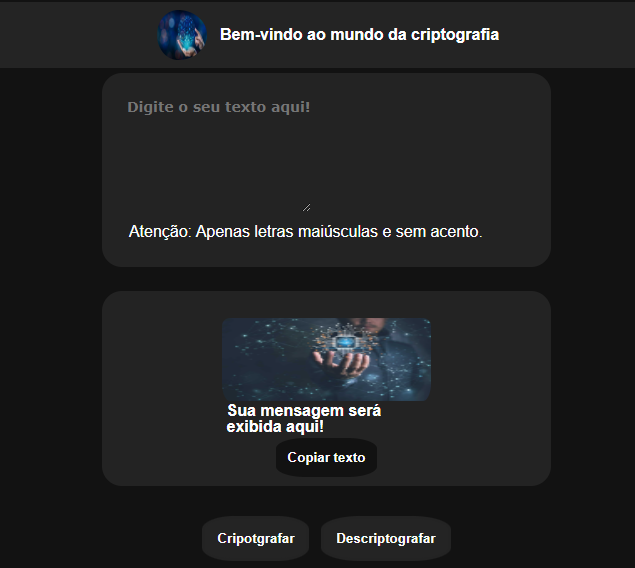 Bem-vindo ao mundo da criptografia
Digite o seu texto aqui!
Atenção: Apenas letras maiúsculas e sem acento.
Sua mensagem será
exibida aqui!
Copiar texto
Cripotgrafar
Descriptografar